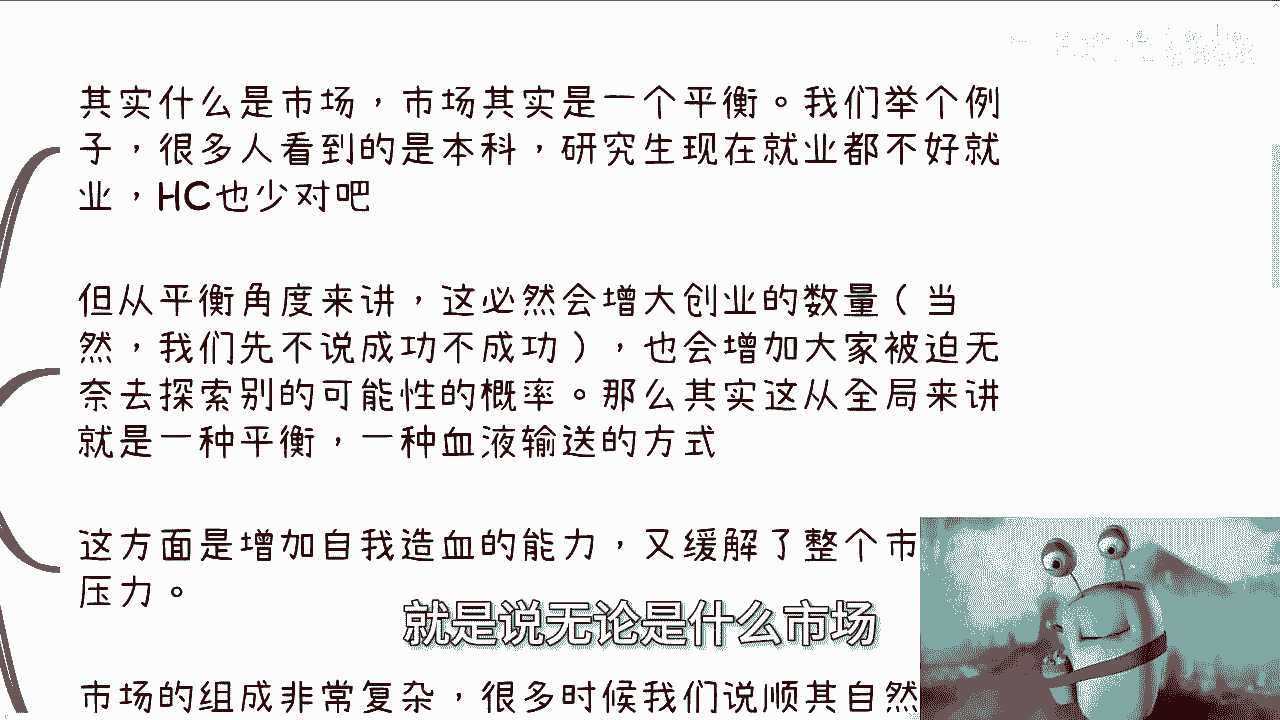 其实什么是市场，市场其实是一个平衡。我们举个例
子，很多人看到的是本科，研究生现在就业都不好就
业，HC也少对吧
但从平衡角度来讲，这必然会增大创业的数量（当
然，我们先不说成功不成功），也会增加大家被迫无
奈去探索别的可能性的概率。那么其实这从全局来讲
就是一种平衡，一种血液输送的方式
这方面是增加自我造血的能力，又缓解了整个市
压力。
就是说无论是什么市场
市场的组成非常复杂，很多时候我们说顺其自然